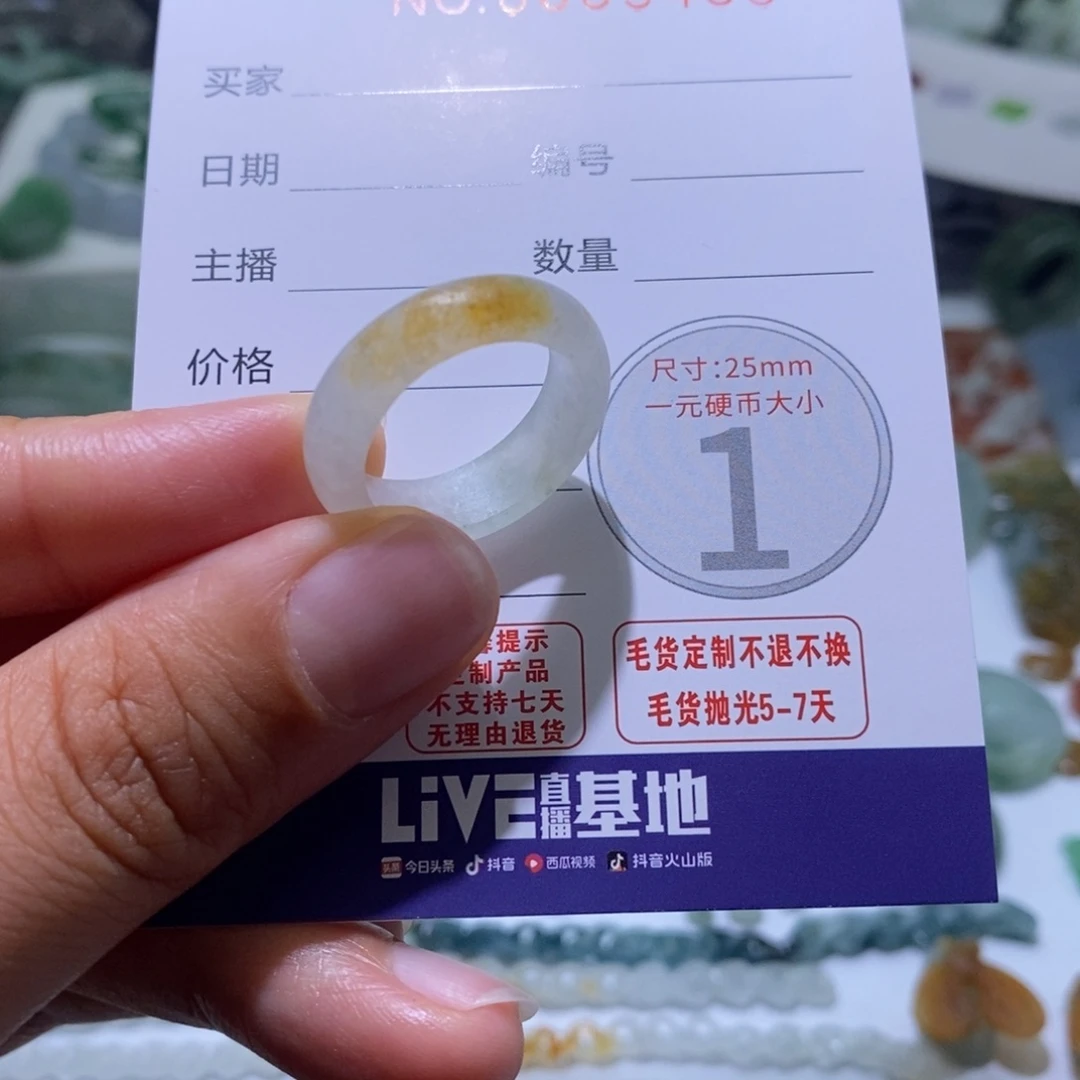 买家
日期 编号
主播 数量
价格
尺寸:25mm
一元硬币大小
1
提示
制产品
不支持七天
无理由退货
毛货定制不退不换
毛货抛光5-7天
LiVE直播基地
头条 今日头条 抖音 西瓜视频 抖音火山版